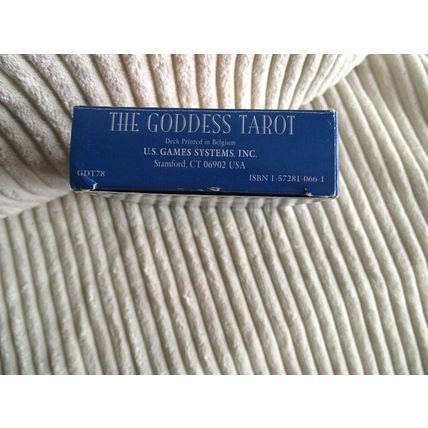 THE GODDESS TAROT
Deck Printed in Belgium
U.S. GAMES SYSTEMS, INC.
Stamford, CT 06902 USA
GDT78
ISBN 1-57281-066-1